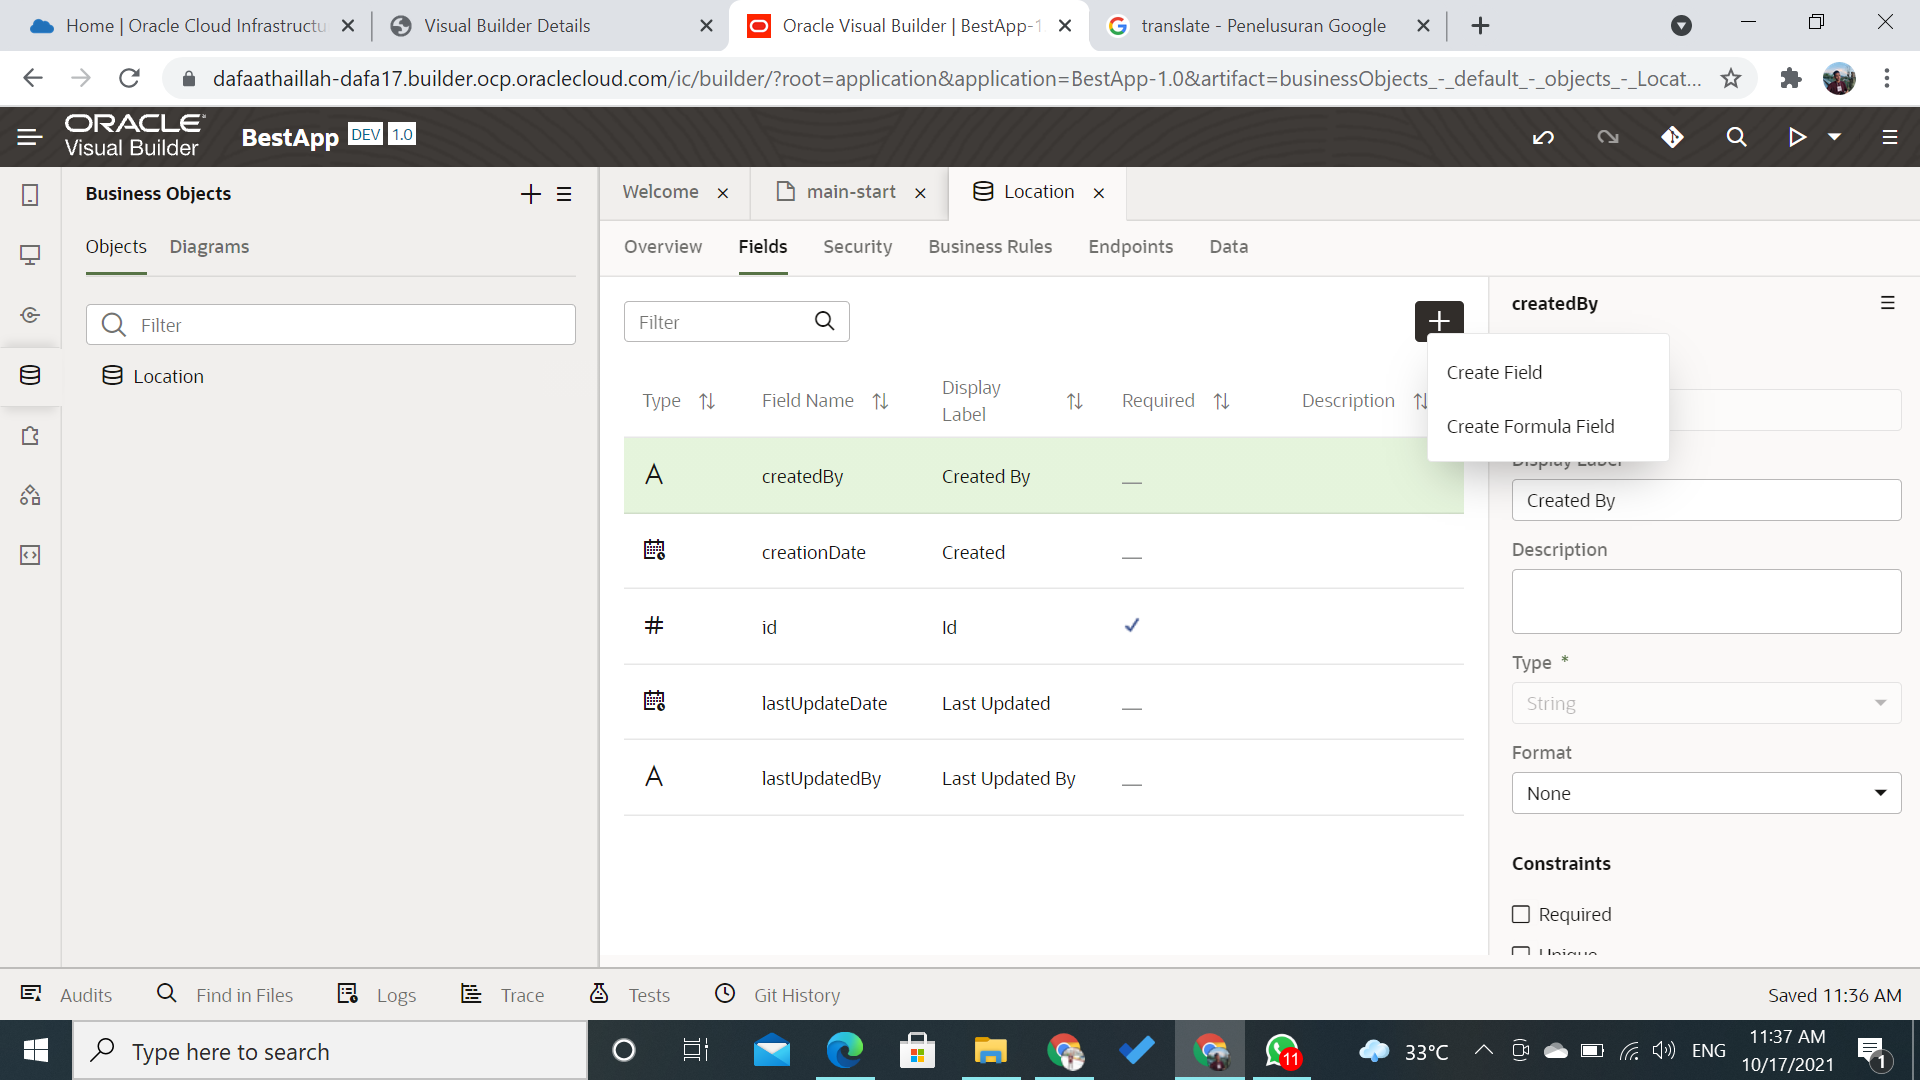 Home | Oracle Cloud Infrastructu
Visual Builder Details
Oracle Visual Builder | BestApp-1
translate - Penelusuran Google
dafaathaillah-dafa17.builder.ocp.oraclecloud.com/ic/builder/?root=application&application=BestApp-1.0&artifact=businessObjects_-_default_-_objects_-_Locat...
ORACLE
Visual Builder
BestApp DEV 1.0
Business Objects
Objects Diagrams
Filter
Location
Welcome
main-start
Location
Overview Fields Security Business Rules Endpoints Data
Filter
Type Field Name Display Label Required Description
createdBy Created By
creationDate Created
id Id
lastUpdateDate Last Updated
lastUpdatedBy Last Updated By
Create Field
Create Formula Field
createdBy
Display Label
Created By
Description
Type *
String
Format
None
Constraints
Required
Unique
Audits Find in Files Logs Trace Tests Git History Saved 11:36 AM
Type here to search
11
33°C
ENG
11:37 AM
10/17/2021
1